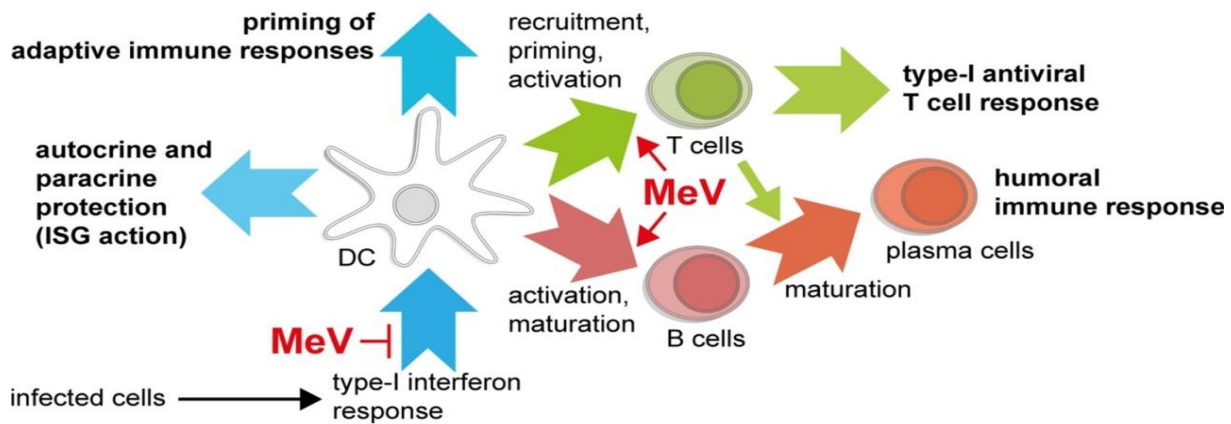 priming of
adaptive immune responses
recruitment,
priming,
activation
T cells
type-I antiviral
T cell response
autocrine and
paracrine
protection
(ISG action)
DC
MeV
humoral
immune response
plasma cells
activation,
maturation
B cells
maturation
MeV
infected cells
type-I interferon
response